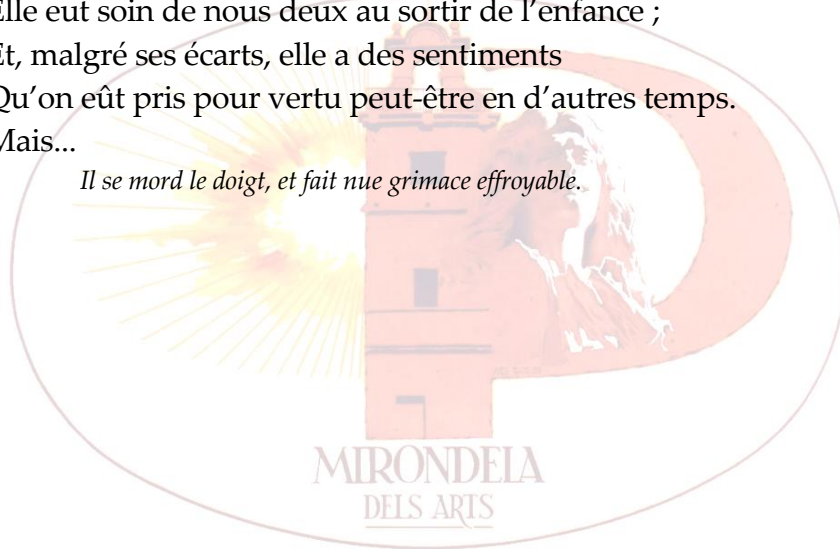 Elle eut soin de nous deux au sortir de l’enfance ;
Et, malgré ses écarts, elle a des sentiments
Qu’on eût pris pour vertu peut-être en d’autres temps.
Mais...
Il se mord le doigt, et fait nue grimace effroyable.
MIRONDELA
DELS ARTS